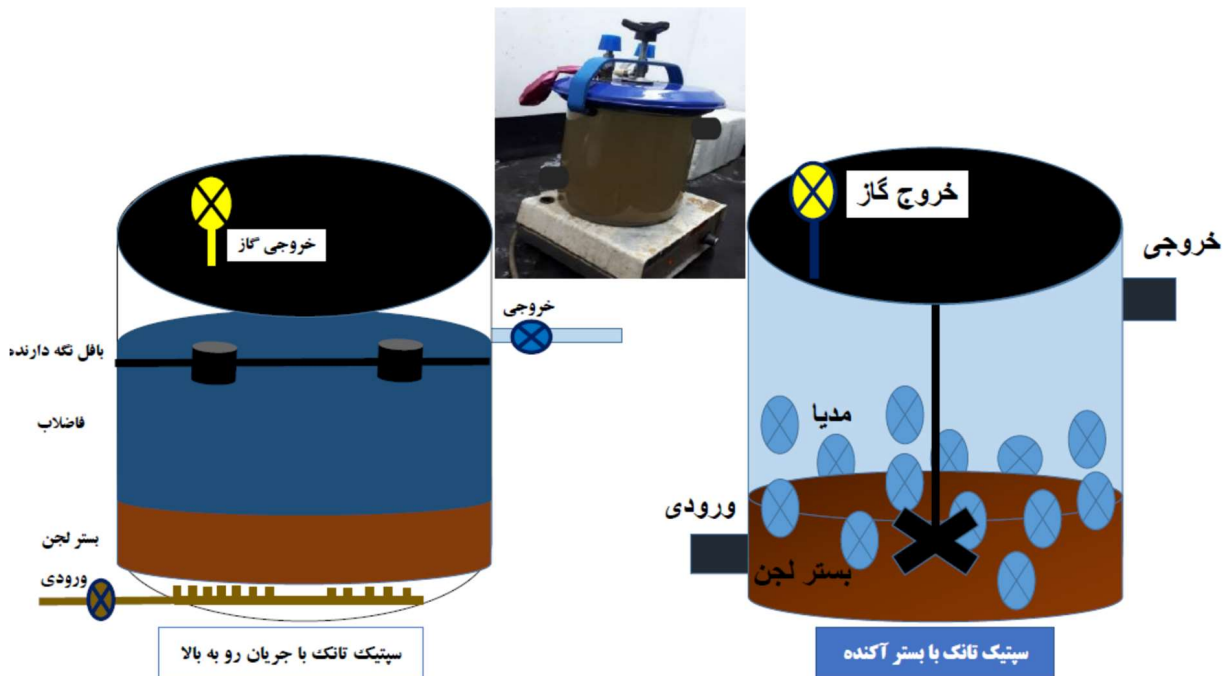 خروجی گاز
خروجی
بافل نگه دارنده
فاضلاب
بستر لجن
ورودی
سپتیک تانک با جریان رو به بالا
خروج گاز
خروجی
مدیا
ورودی
بستر لجن
سپتیک تانک با بستر آکنده